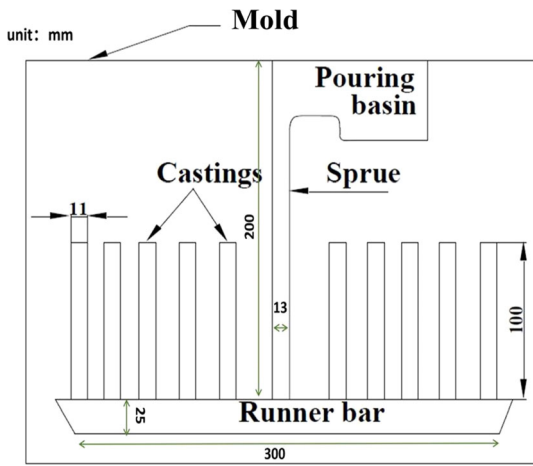 Mold
unit: mm
Pouring
basin
Castings
Sprue
11
200
13
100
25
Runner bar
300